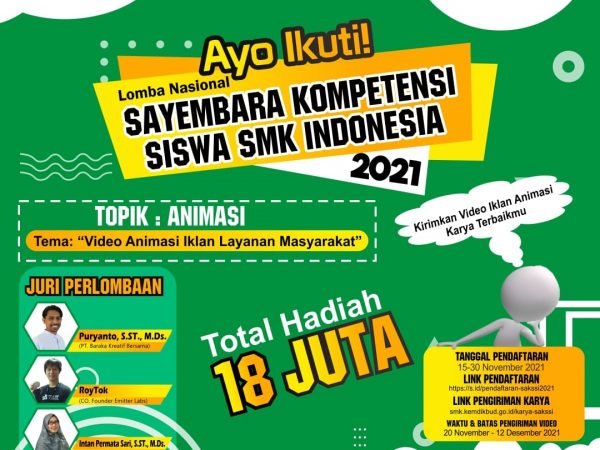 Ayo Ikuti!
Lomba Nasional
SAYEMBARA KOMPETENSI
SISWA SMK INDONESIA
2021
TOPIK : ANIMASI
Tema: “Video Animasi Iklan Layanan Masyarakat”
Kirimkan Video Iklan Animasi
Karya Terbaikmu
JURI PERLOMBAAN
Puryanto, S.ST., M.Ds.
(PT. Baraka Kreatif Bersama)
RoyTok
(CO. Founder Emitter Labs)
Intan Permata Sari, S.ST., M.Ds.
Total Hadiah
18 JUTA
TANGGAL PENDAFTARAN
15-30 November 2021
LINK PENDAFTARAN
https://s.id/pendaftaran-sakssi2021
LINK PENGIRIMAN KARYA
smk.kemdikbud.go.id/karya-sakssi
WAKTU & BATAS PENGIRIMAN VIDEO
20 November - 12 Desember 2021